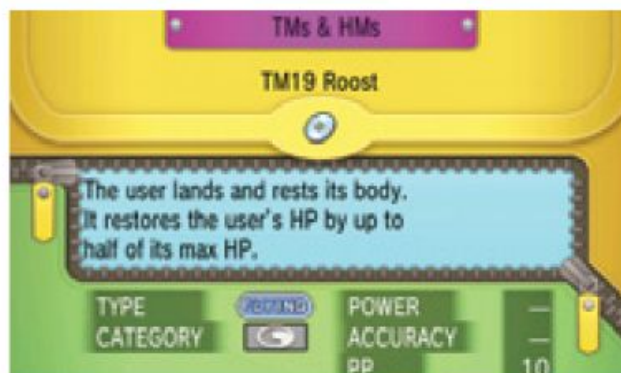 TMs & HMs
TM19 Roost
The user lands and rests its body.
It restores the user's HP by up to
half of its max HP.
TYPE FLYING POWER —
CATEGORY ACCURACY —
PP 10